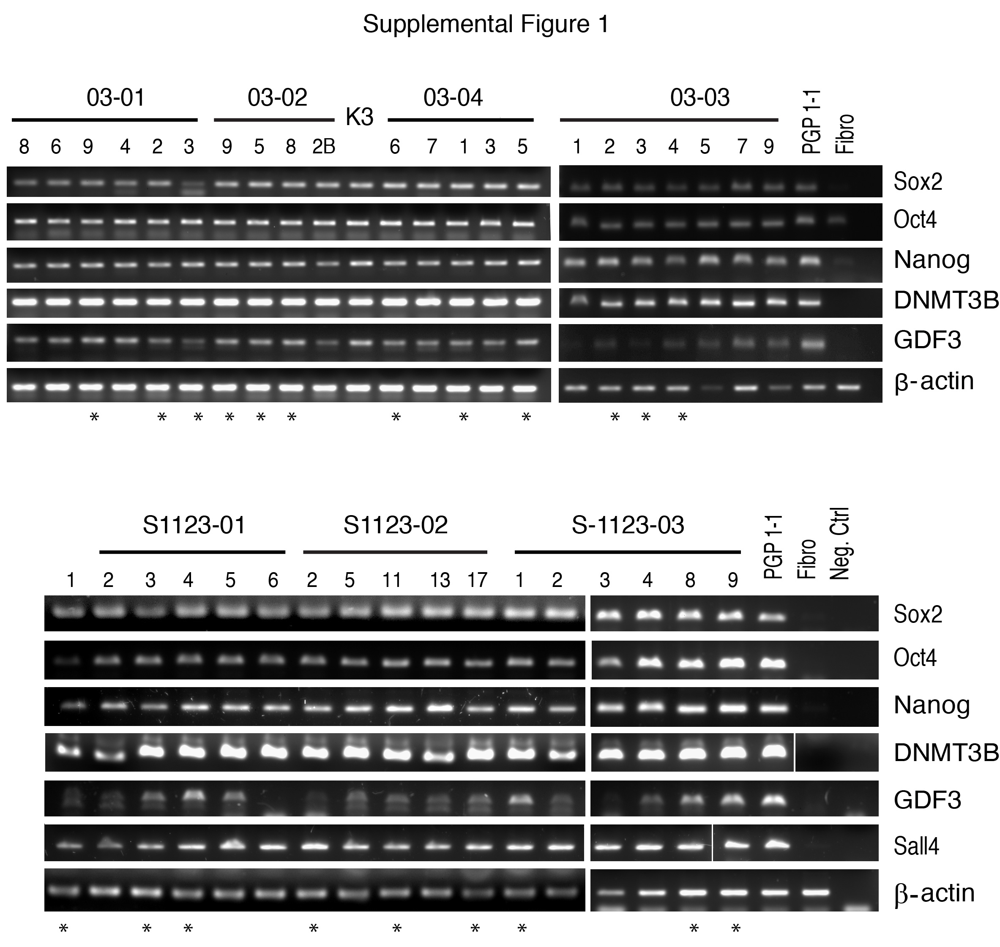 Supplemental Figure 1
03-01 03-02 K3 03-04 03-03 PGP 1-1 Fibro
8 6 9 4 2 3 9 5 8 2B 6 7 1 3 5 1 2 3 4 5 7 9
Sox2
Oct4
Nanog
DNMT3B
GDF3
β-actin
* * * * * * * * * * * *
S1123-01 S1123-02 S-1123-03 PGP 1-1 Fibro Neg. Ctrl
1 2 3 4 5 6 2 5 11 13 17 1 2 3 4 8 9
Sox2
Oct4
Nanog
DNMT3B
GDF3
Sall4
β-actin
* * * * * * * * *